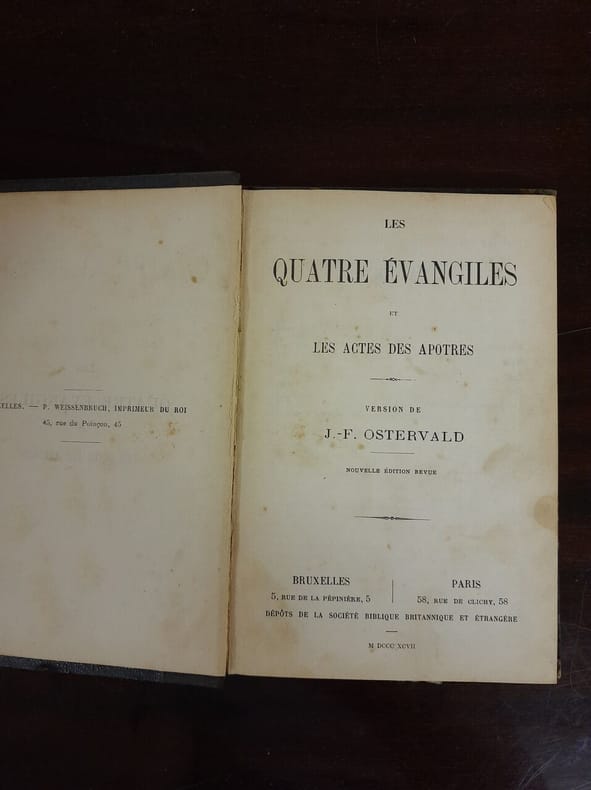 ELLES. — P. WEISSENBRUCH, IMPRIMEUR DU ROI
45, rue du Poinçon, 45
LES
QUATRE ÉVANGILES
ET
LES ACTES DES APOTRES
VERSION DE
J.-F. OSTERVALD
NOUVELLE ÉDITION REVUE
BRUXELLES
5, RUE DE LA PÉPINIÈRE, 5
PARIS
58, RUE DE CLICHY, 58
DÉPÔTS DE LA SOCIÉTÉ BIBLIQUE BRITANNIQUE ET ÉTRANGÈRE
M DCCC XCVII